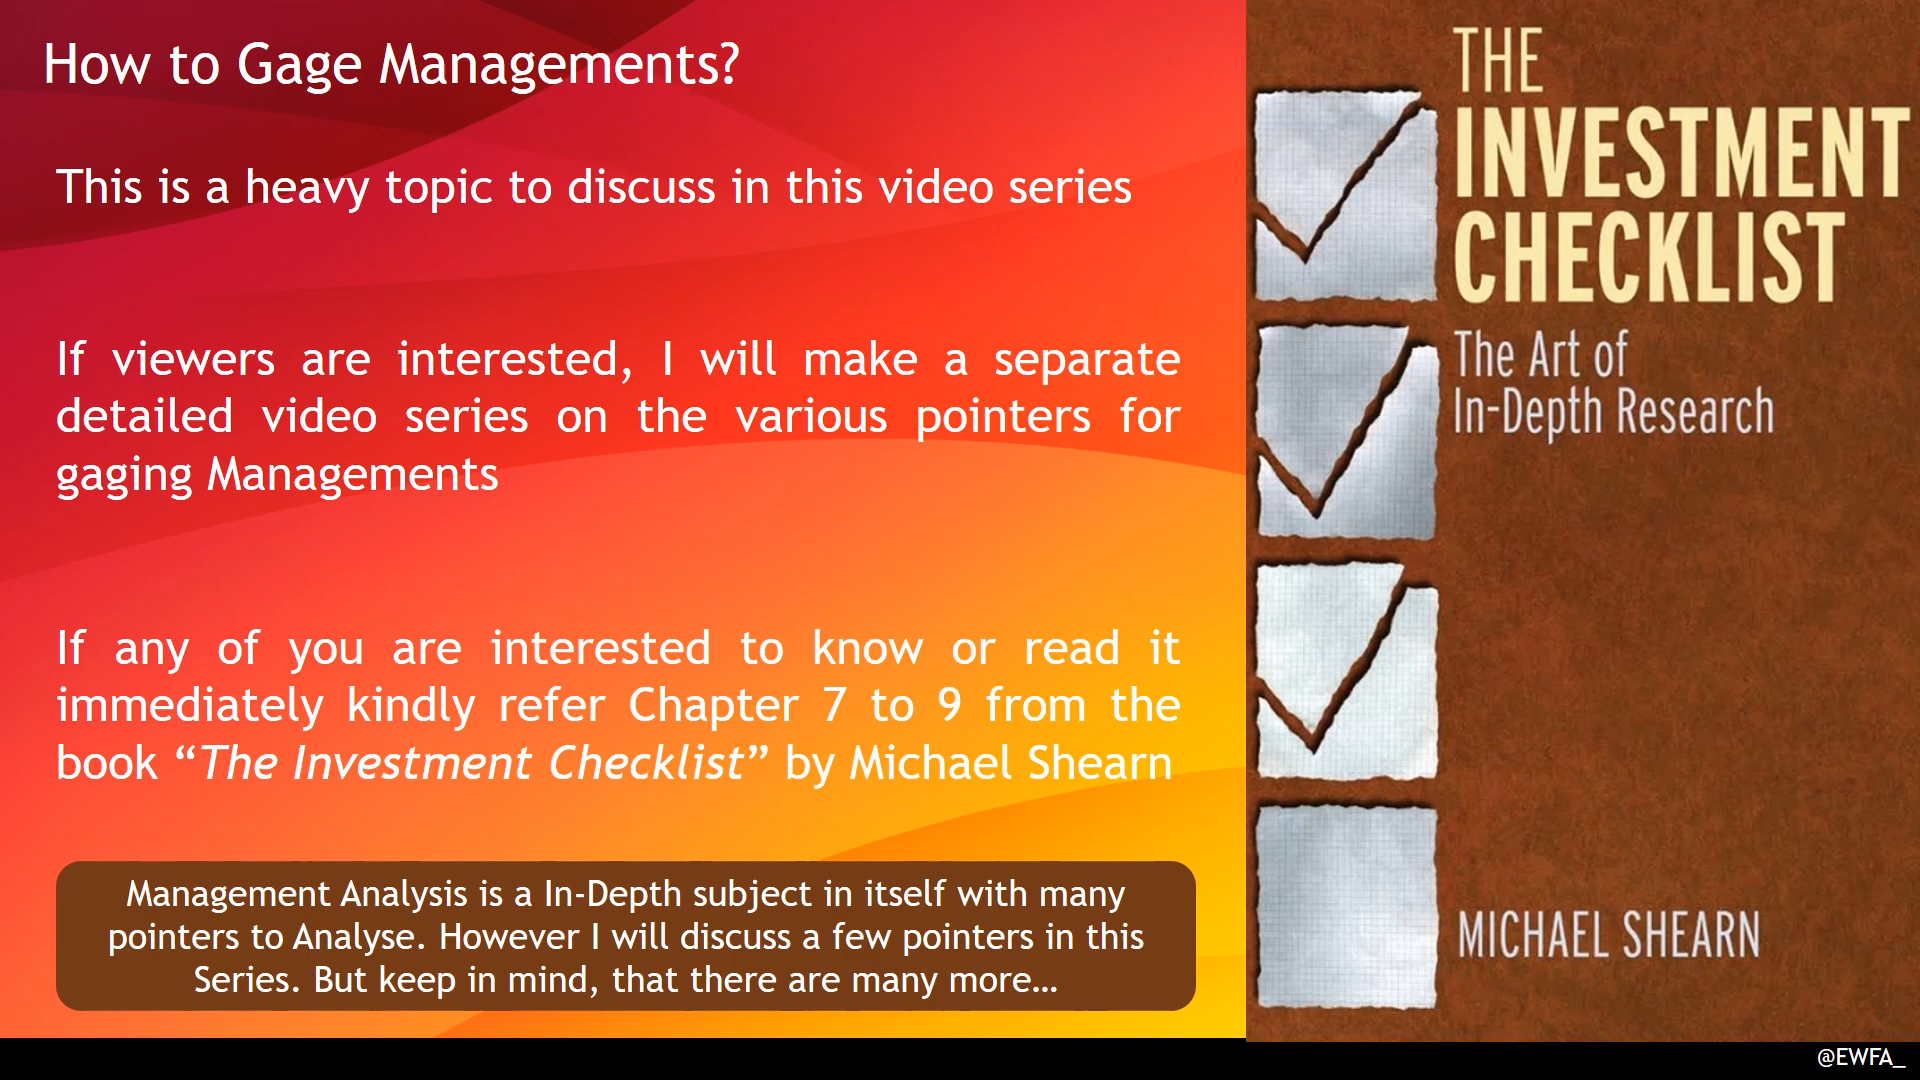 How to Gage Managements?
This is a heavy topic to discuss in this video series
If viewers are interested, I will make a separate
detailed video series on the various pointers for
gaging Managements
If any of you are interested to know or read it
immediately kindly refer Chapter 7 to 9 from the
book “The Investment Checklist” by Michael Shearn
Management Analysis is a In-Depth subject in itself with many
pointers to Analyse. However I will discuss a few pointers in this
Series. But keep in mind, that there are many more…
THE
INVESTMENT
CHECKLIST
The Art of
In-Depth Research
MICHAEL SHEARN
@EWFA_